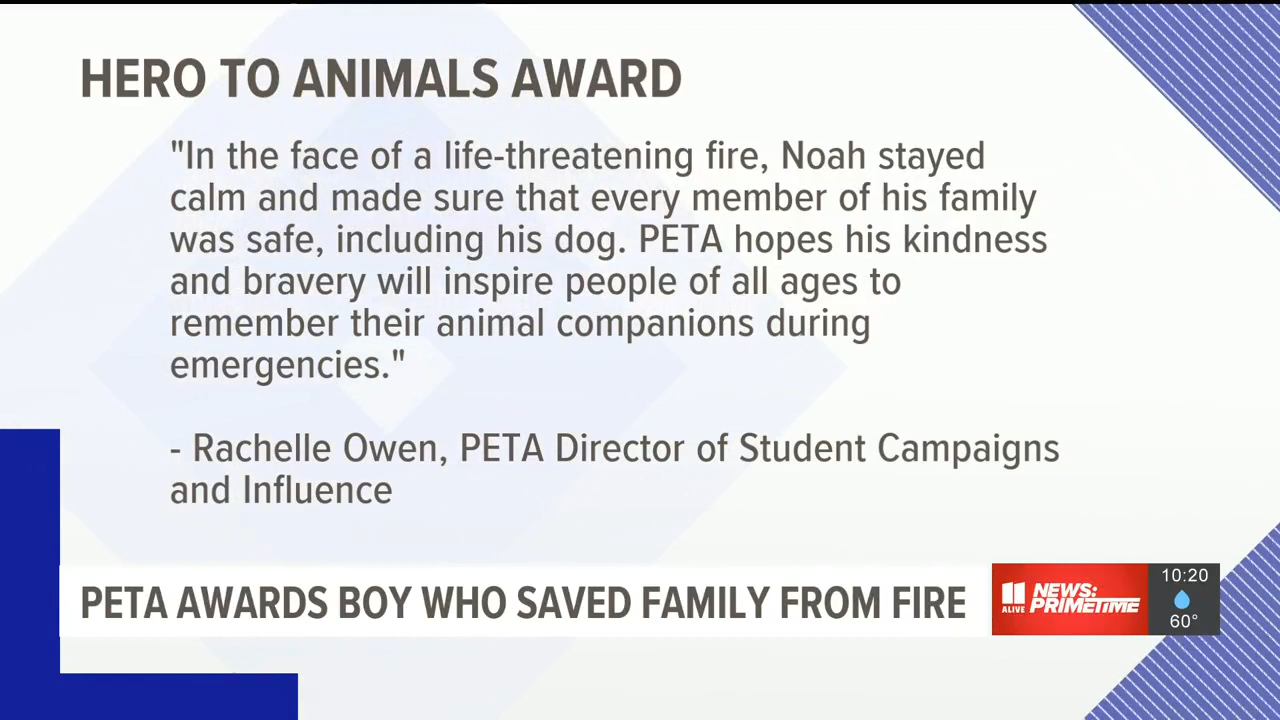 HERO TO ANIMALS AWARD
"In the face of a life-threatening fire, Noah stayed
calm and made sure that every member of his family
was safe, including his dog. PETA hopes his kindness
and bravery will inspire people of all ages to
remember their animal companions during
emergencies."
- Rachelle Owen, PETA Director of Student Campaigns
and Influence
PETA AWARDS BOY WHO SAVED FAMILY FROM FIRE
11 ALIVE
NEWS:
PRIMETIME
10:20
60°